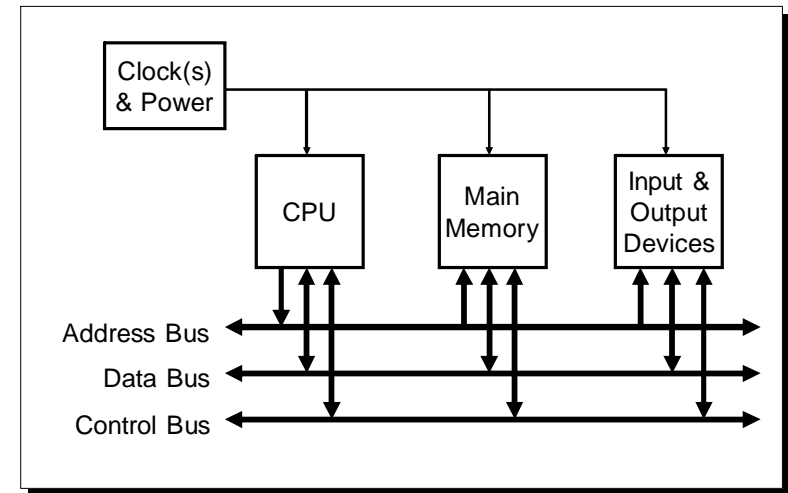 Clock(s)
& Power
CPU
Main
Memory
Input &
Output
Devices
Address Bus
Data Bus
Control Bus